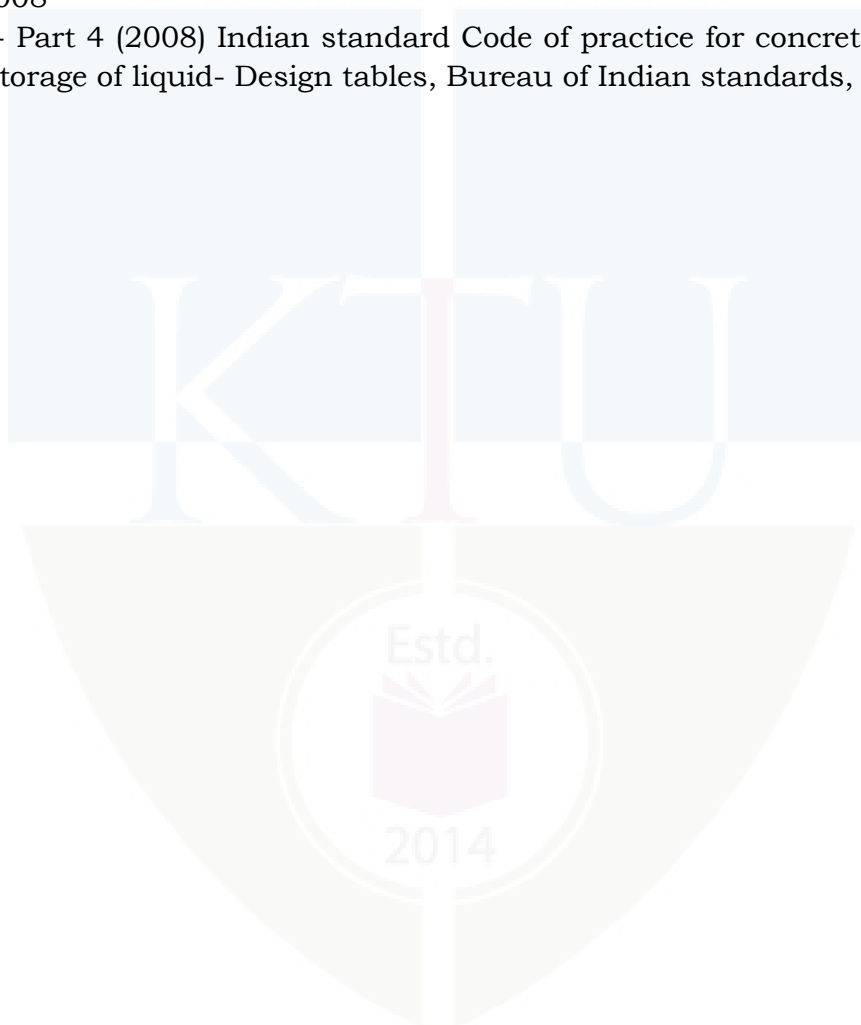 - Part 4 (2008) Indian standard Code of practice for concret
torage of liquid- Design tables, Bureau of Indian standards,
KTU
Estd.
2014